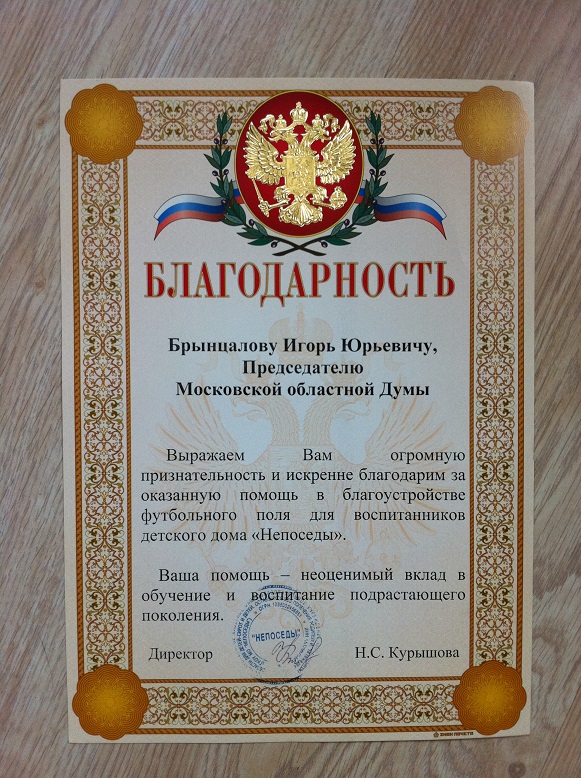 БЛАГОДАРНОСТЬ
Брынцалову Игорь Юрьевичу,
Председателю
Московской областной Думы
Выражаем Вам огромную
признательность и искренне благодарим за
оказанную помощь в благоустройстве
футбольного поля для воспитанников
детского дома «Непоседы».
Ваша помощь – неоценимый вклад в
обучение и воспитание подрастающего
поколения.
"НЕПОСЕДЫ"
Директор Н.С. Курышова